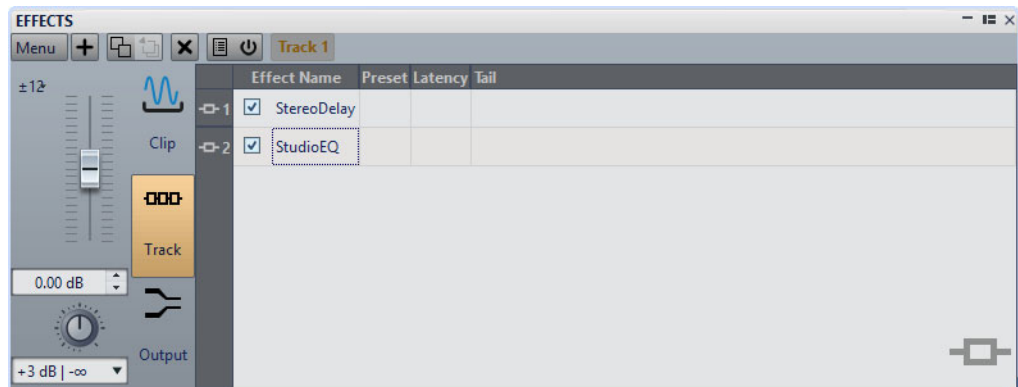 EFFECTS
Menu Track 1
Effect Name Preset Latency Tail
±12
1 StereoDelay
Clip
2 StudioEQ
Track
0.00 dB
Output
+3 dB | -∞